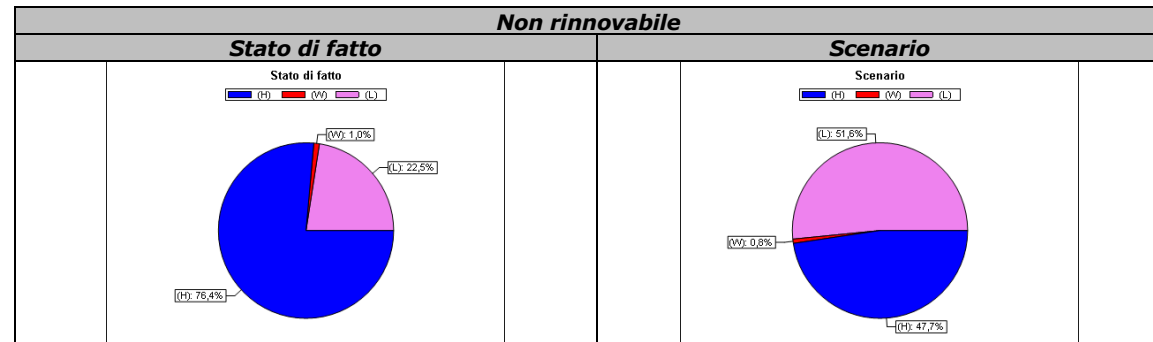 Non rinnovabile
Stato di fatto
Scenario
Stato di fatto
(H) (W) (L)
(W): 1,0%
(L): 22,5%
(H): 76,4%
Scenario
(H) (W) (L)
(L): 51,6%
(W): 0,8%
(H): 47,7%